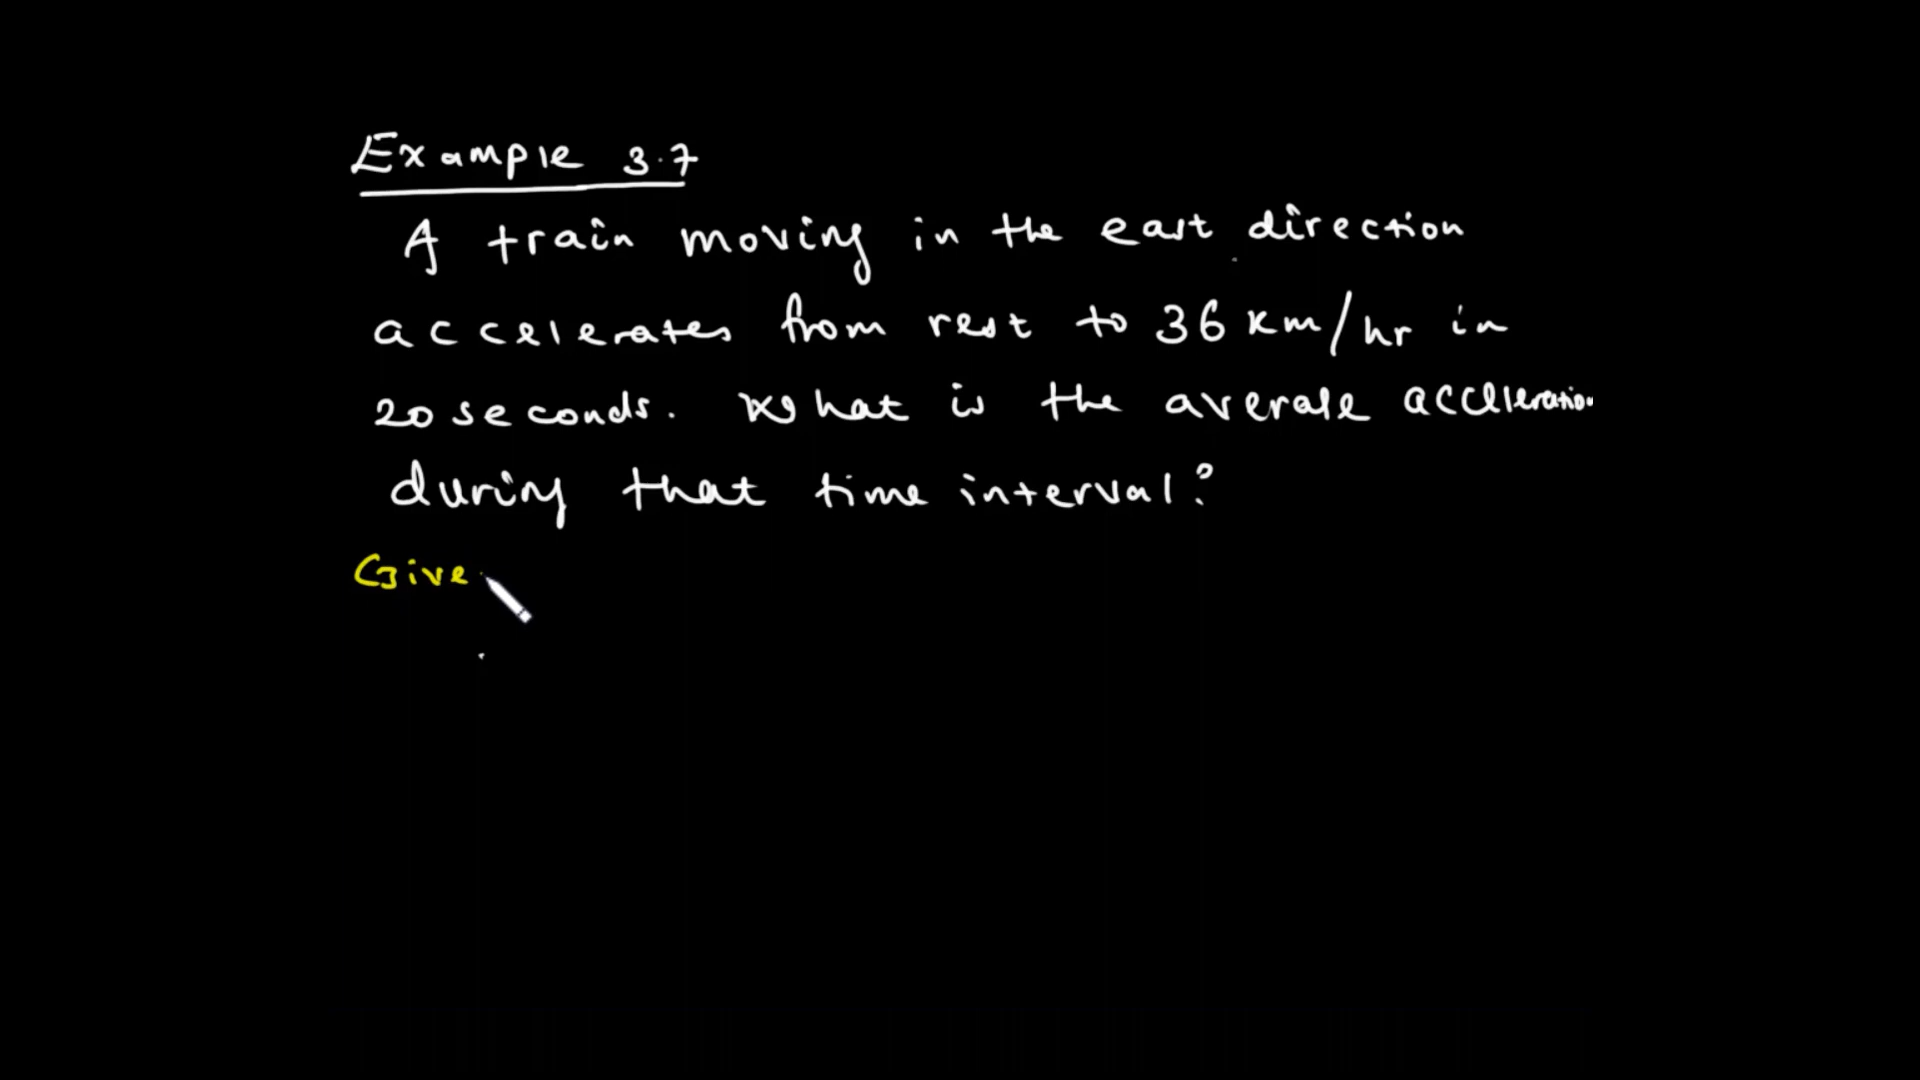 Example 3.7
A train moving in the east direction
accelerates from rest to 36 km/hr in
20 seconds. What is the average acceleration
during that time interval?
Give